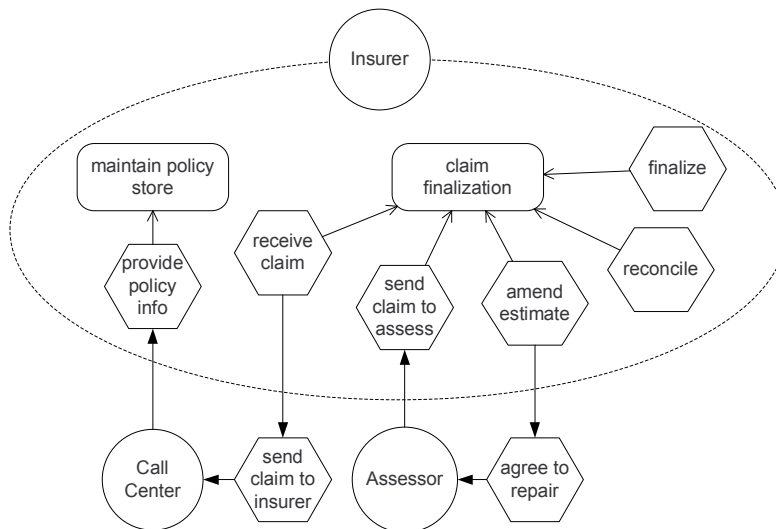 Insurer
maintain policy
store
claim
finalization
finalize
provide
policy
info
receive
claim
send
claim to
assess
amend
estimate
reconcile
Call
Center
send
claim to
insurer
Assessor
agree to
repair